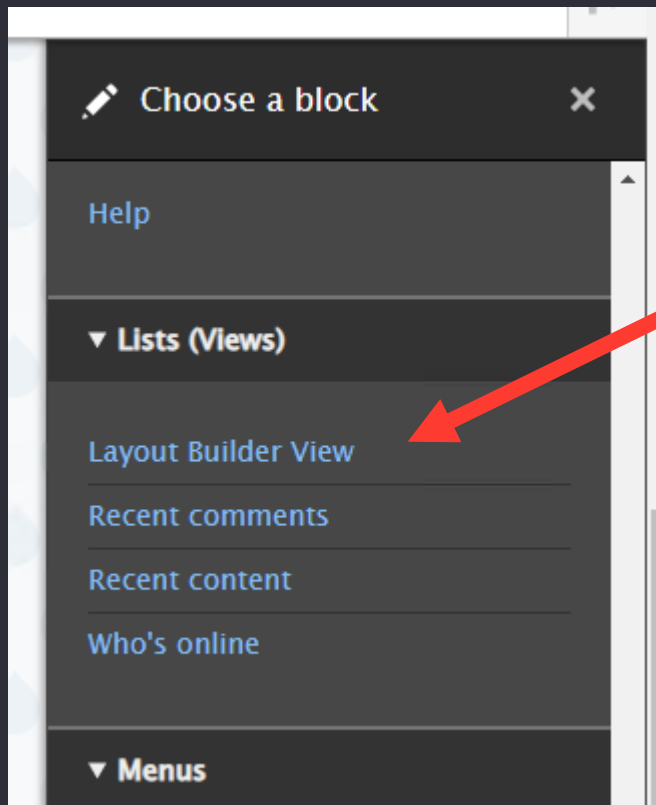 Choose a block
Help
Lists (Views)
Layout Builder View
Recent comments
Recent content
Who's online
Menus